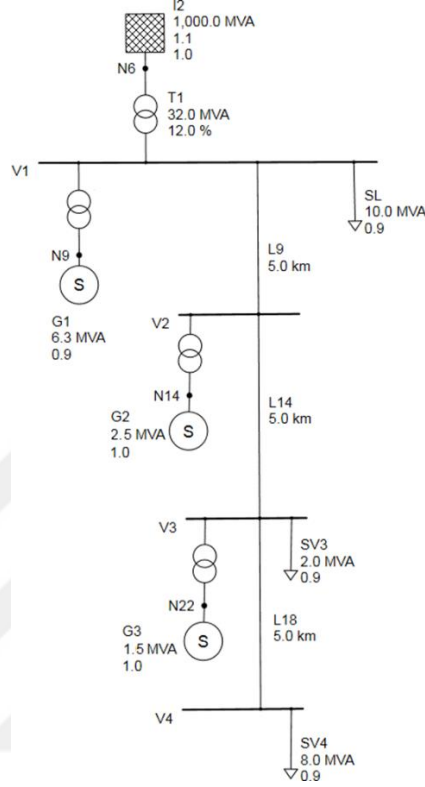 I2
1,000.0 MVA
1.1
1.0
N6
T1
32.0 MVA
12.0 %
V1
SL
10.0 MVA
0.9
N9
S
G1
6.3 MVA
0.9
L9
5.0 km
V2
N14
S
G2
2.5 MVA
1.0
L14
5.0 km
V3
SV3
2.0 MVA
0.9
N22
S
G3
1.5 MVA
1.0
L18
5.0 km
V4
SV4
8.0 MVA
0.9